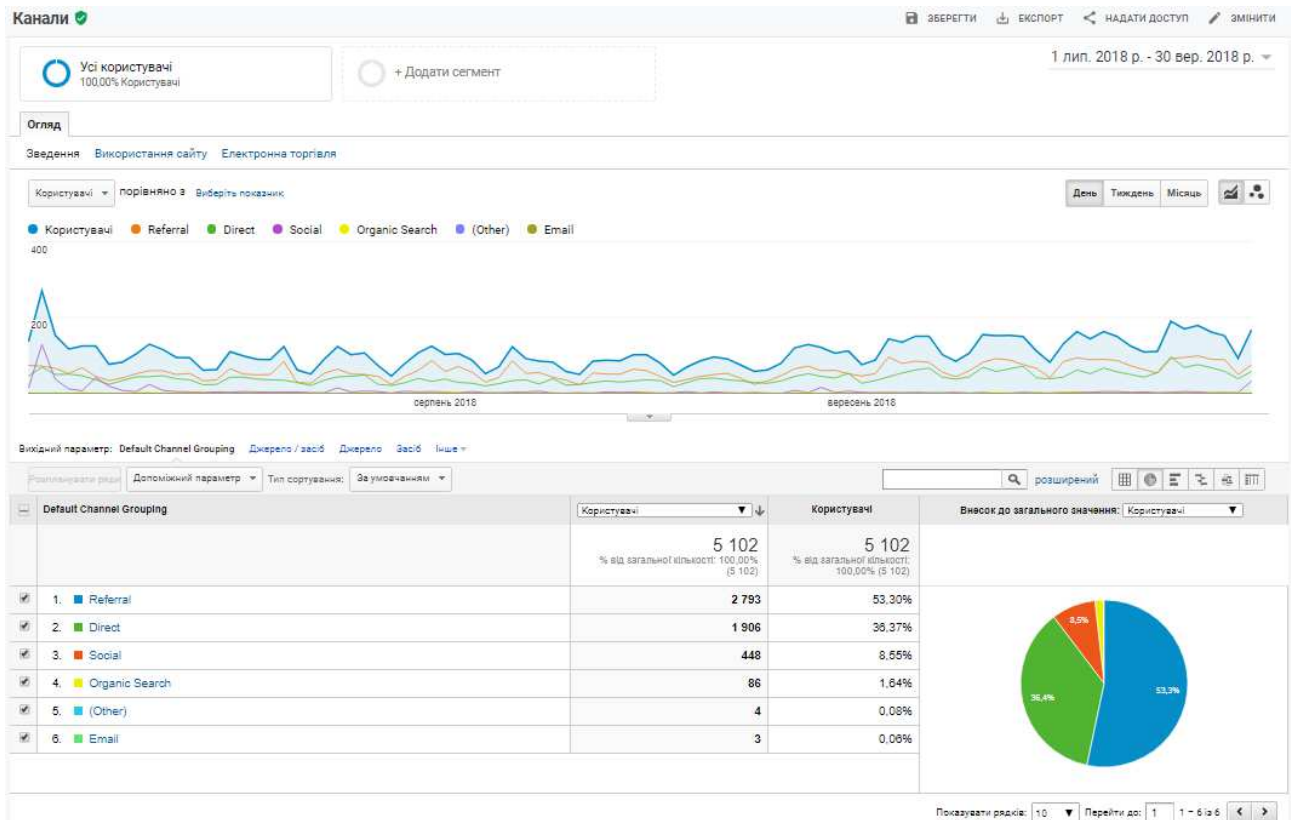 Канали
ЗБЕРЕГТИ ЕКСПОРТ НАДАТИ ДОСТУП ЗМІНИТИ
Усі користувачі
100,00% Користувачі
+ Додати сегмент
1 лип. 2018 р. - 30 вер. 2018 р.
Огляд
Зведення Використання сайту Електронна торгівля
Користувачі порівняно з Виберіть показник
День Тиждень Місяць
Користувачі Referral Direct Social Organic Search (Other) Email
400
200
серпень 2018 вересень 2018
Вихідний параметр: Default Channel Grouping Джерело / засіб Джерело Засіб Інше
Допоміжний параметр Тип сортування: За умовчанням
розширений
Default Channel Grouping Користувачі Користувачі Внесок до загального значення: Користувачі
5 102 5 102
% від загальної кількості: 100,00% (5 102) % від загальної кількості: 100,00% (5 102)
1. Referral 2 793 53,30%
2. Direct 1 906 36,37%
3. Social 448 8,55%
4. Organic Search 86 1,64%
5. (Other) 4 0,08%
6. Email 3 0,06%
8,5%
36,4%
53,3%
Показувати рядків: 10 Перейти до: 1 1 – 6 із 6